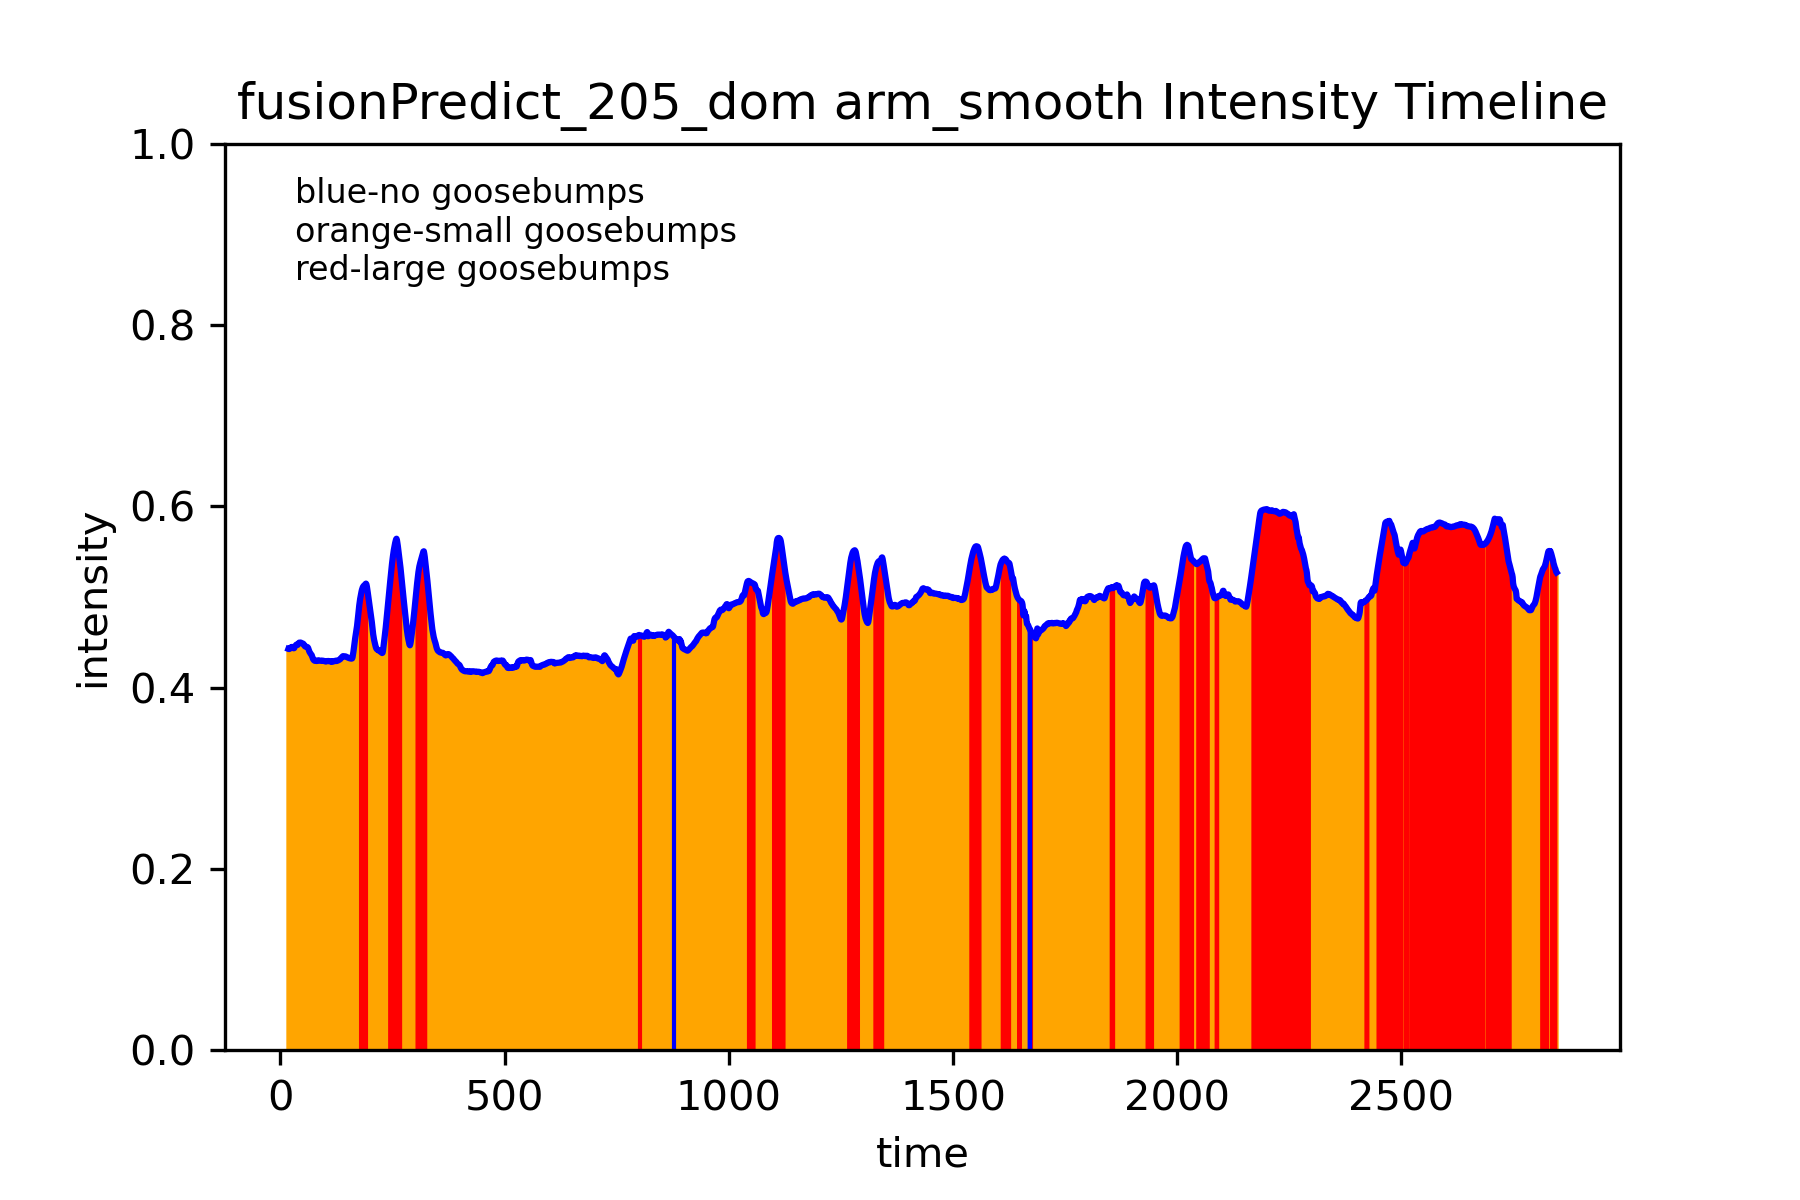 fusionPredict_205_dom arm_smooth Intensity Timeline
1.0
blue-no goosebumps
orange-small goosebumps
red-large goosebumps
0.8
0.6
intensity
0.4
0.2
0.0
0 500 1000 1500 2000 2500
time